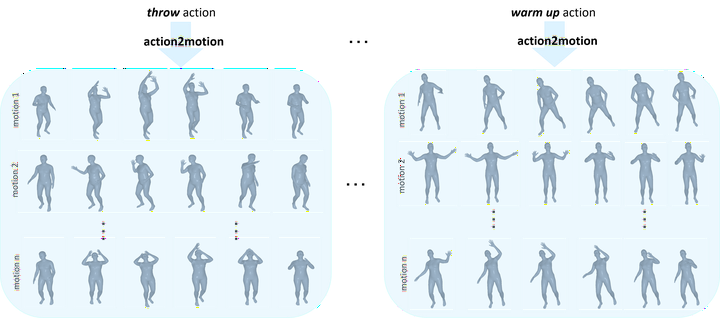 throw action
action2motion
motion 1
motion 2
motion n
...
...
warm up action
action2motion
motion 1
motion 2
motion n